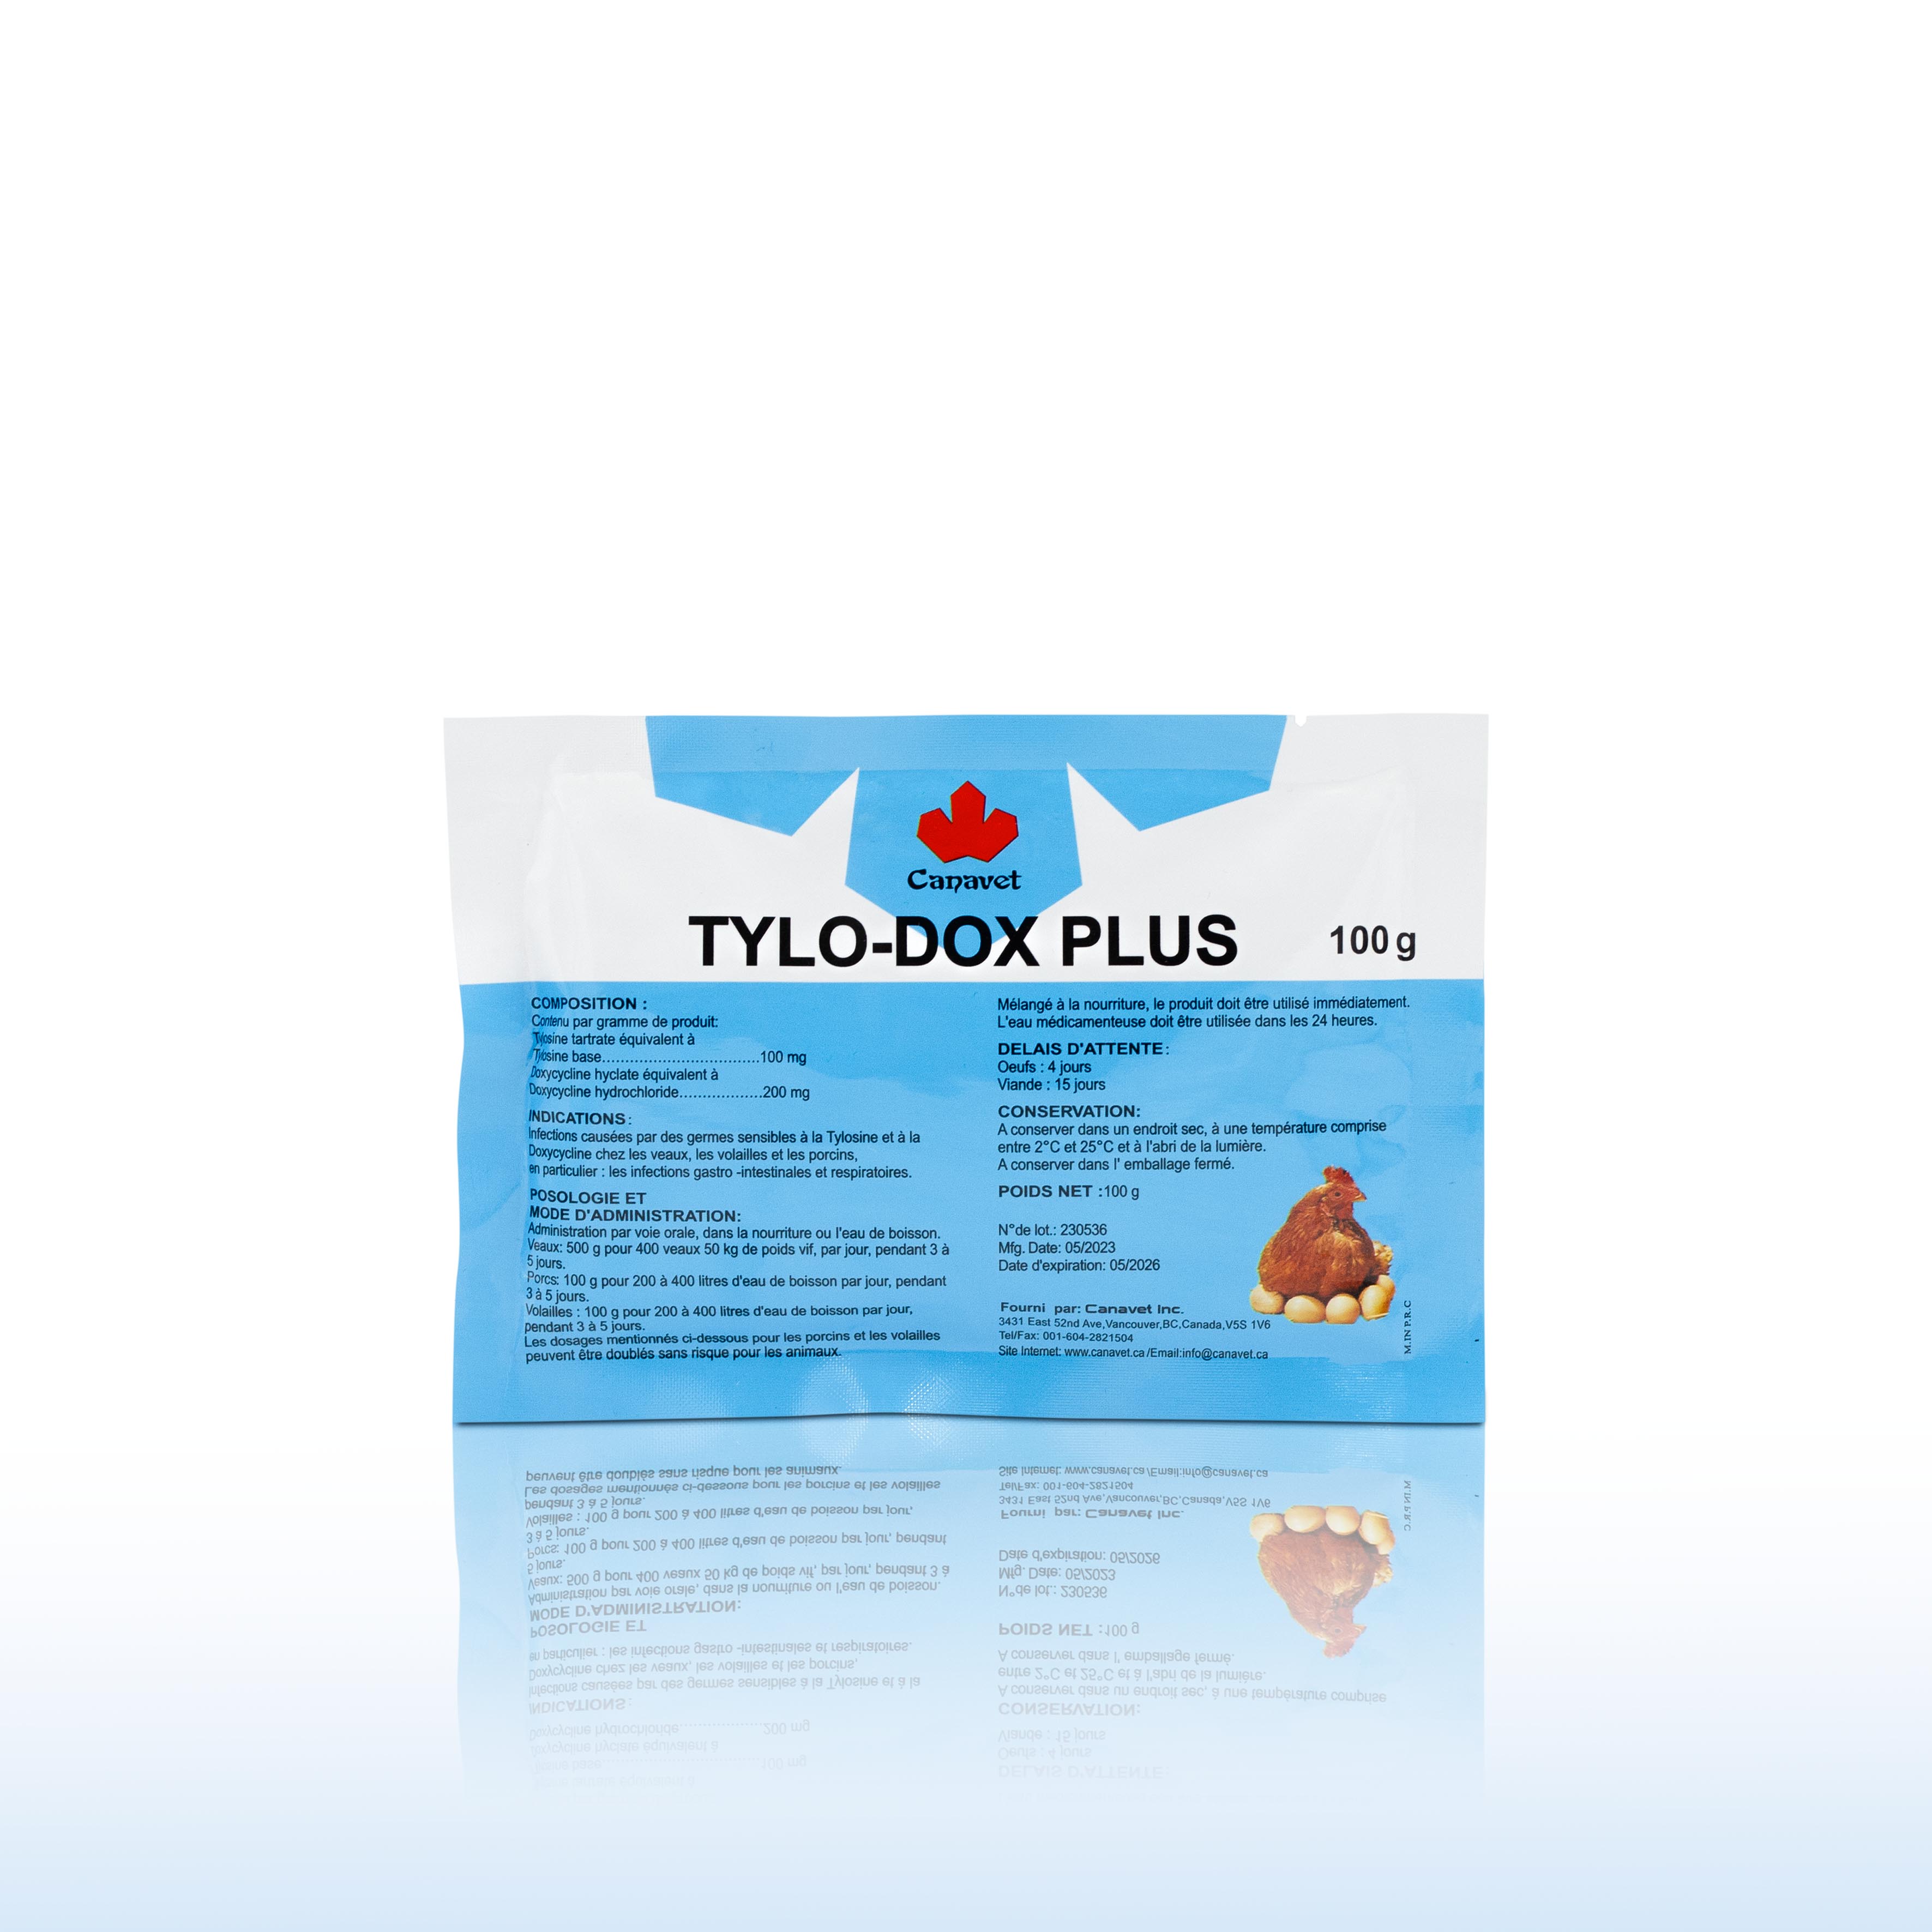 Canavet
TYLO-DOX PLUS
100 g
COMPOSITION :
Contenu par gramme de produit:
Tylosine tartrate équivalent à
Tylosine base..................................100 mg
Doxycycline hyclate équivalent à
Doxycycline hydrochloride..................200 mg
INDICATIONS:
Infections causées par des germes sensibles à la Tylosine et à la
Doxycycline chez les veaux, les volailles et les porcins,
en particulier : les infections gastro -intestinales et respiratoires.
POSOLOGIE ET
MODE D'ADMINISTRATION:
Administration par voie orale, dans la nourriture ou l'eau de boisson.
Veaux: 500 g pour 400 veaux 50 kg de poids vif, par jour, pendant 3 à
5 jours.
Porcs: 100 g pour 200 à 400 litres d'eau de boisson par jour, pendant
3 à 5 jours.
Volailles : 100 g pour 200 à 400 litres d'eau de boisson par jour,
pendant 3 à 5 jours.
Les dosages mentionnés ci-dessous pour les porcins et les volailles
peuvent être doublés sans risque pour les animaux.
Mélangé à la nourriture, le produit doit être utilisé immédiatement.
L'eau médicamenteuse doit être utilisée dans les 24 heures.
DELAIS D'ATTENTE:
Oeufs : 4 jours
Viande : 15 jours
CONSERVATION:
A conserver dans un endroit sec, à une température comprise
entre 2°C et 25°C et à l'abri de la lumière.
A conserver dans l' emballage fermé.
POIDS NET :100 g
N°de lot.: 230536
Mfg. Date: 05/2023
Date d'expiration: 05/2026
Fourni par: Canavet Inc.
3431 East 52nd Ave,Vancouver,BC,Canada,V5S 1V6
Tel/Fax: 001-604-2821504
Site Internet: www.canavet.ca /Email:info@canavet.ca
M.IN P.R.C